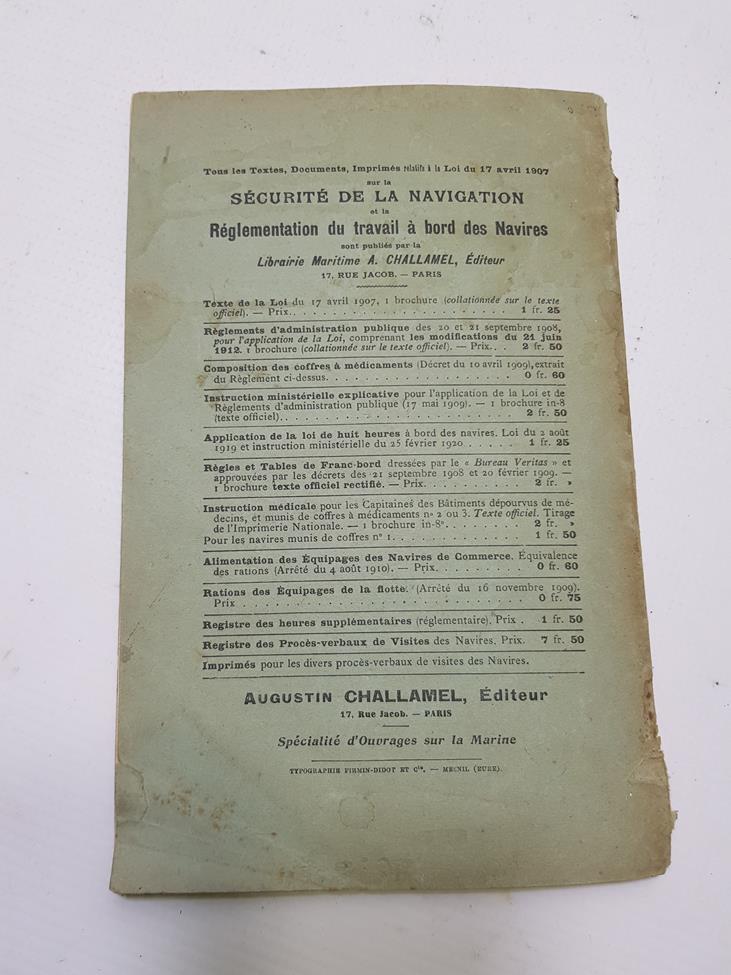 Tous les Textes, Documents, Imprimés relatifs à la Loi du 17 avril 1907
sur la
SÉCURITÉ DE LA NAVIGATION
et la
Réglementation du travail à bord des Navires
sont publiés par la
Librairie Maritime A. CHALLAMEL, Éditeur
17, RUE JACOB. — PARIS
Texte de la Loi du 17 avril 1907, 1 brochure (collationnée sur le texte
officiel). — Prix. . . . . . . . . . . . . . . . . . . . . . 1 fr. 25
Règlements d'administration publique des 20 et 21 septembre 1908,
pour l'application de la Loi, comprenant les modifications du 21 juin
1912. 1 brochure (collationnée sur le texte officiel). — Prix. . . 2 fr. 50
Composition des coffres à médicaments (Décret du 10 avril 1909), extrait
du Règlement ci-dessus. . . . . . . . . . . . . . . . . . . 0 fr. 60
Instruction ministérielle explicative pour l'application de la Loi et de
Règlements d'administration publique (17 mai 1909). — 1 brochure in-8
(texte officiel). . . . . . . . . . . . . . . . . . . . . . . 2 fr. 50
Application de la loi de huit heures à bord des navires. Loi du 2 août
1919 et instruction ministérielle du 25 février 1920 . . . . . 1 fr. 25
Règles et Tables de Franc-bord dressées par le « Bureau Veritas » et
approuvées par les décrets des 21 septembre 1908 et 20 février 1909. —
1 brochure texte officiel rectifié. — Prix. . . . . . . . . . 2 fr. »
Instruction médicale pour les Capitaines des Bâtiments dépourvus de mé-
decins, et munis de coffres à médicaments nos 2 ou 3. Texte officiel. Tirage
de l'Imprimerie Nationale. — 1 brochure in-8°. . . . . . . . 2 fr. »
Pour les navires munis de coffres n° 1. . . . . . . . . . . . 1 fr. 50
Alimentation des Équipages des Navires de Commerce. Équivalence
des rations (Arrêté du 4 août 1910). — Prix. . . . . . . . . 0 fr. 60
Rations des Équipages de la flotte. (Arrêté du 16 novembre 1909).
Prix . . . . . . . . . . . . . . . . . . . . . . . . . . . 0 fr. 75
Registre des heures supplémentaires (réglementaire). Prix . 1 fr. 50
Registre des Procès-verbaux de Visites des Navires. Prix. 7 fr. 50
Imprimés pour les divers procès-verbaux de visites des Navires.
AUGUSTIN CHALLAMEL, Éditeur
17, Rue Jacob. — PARIS
Spécialité d'Ouvrages sur la Marine
TYPOGRAPHIE FIRMIN-DIDOT ET Cie. — MESNIL (EURE).